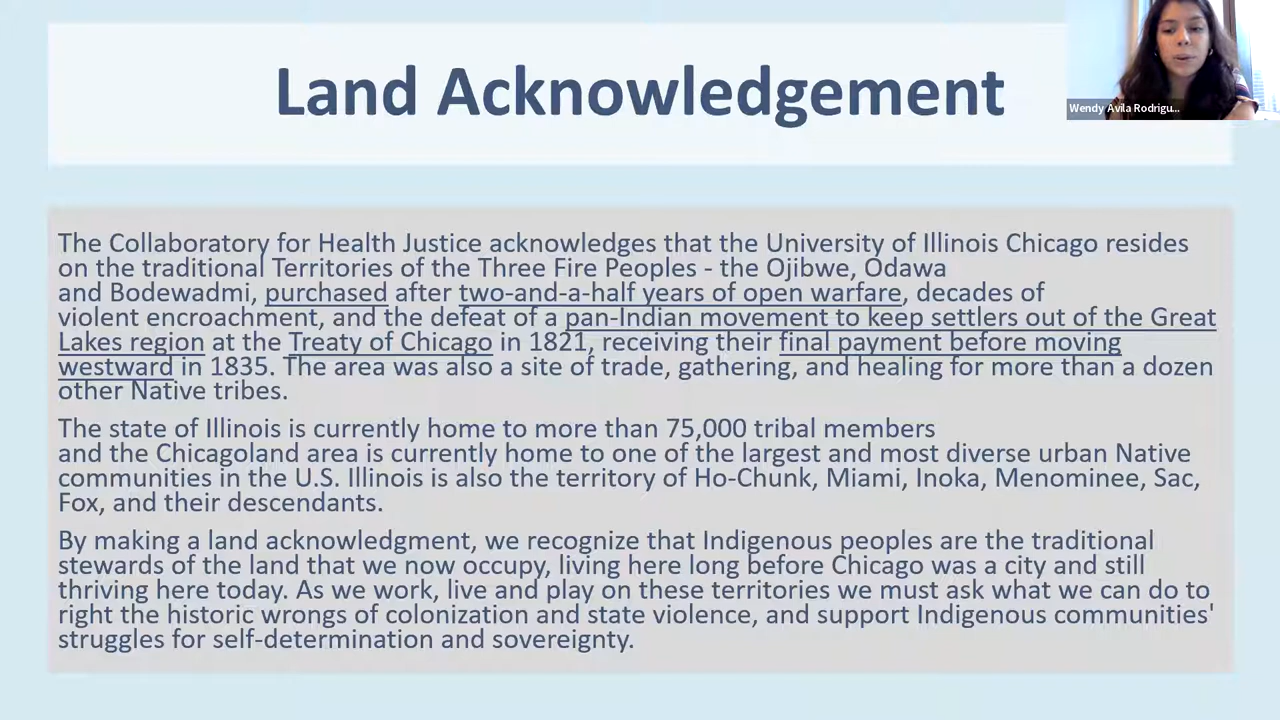 Land Acknowledgement
Wendy Avila Rodrigu...
The Collaboratory for Health Justice acknowledges that the University of Illinois Chicago resides
on the traditional Territories of the Three Fire Peoples - the Ojibwe, Odawa
and Bodewadmi, purchased after two-and-a-half years of open warfare, decades of
violent encroachment, and the defeat of a pan-Indian movement to keep settlers out of the Great
Lakes region at the Treaty of Chicago in 1821, receiving their final payment before moving
westward in 1835. The area was also a site of trade, gathering, and healing for more than a dozen
other Native tribes.
The state of Illinois is currently home to more than 75,000 tribal members
and the Chicagoland area is currently home to one of the largest and most diverse urban Native
communities in the U.S. Illinois is also the territory of Ho-Chunk, Miami, Inoka, Menominee, Sac,
Fox, and their descendants.
By making a land acknowledgment, we recognize that Indigenous peoples are the traditional
stewards of the land that we now occupy, living here long before Chicago was a city and still
thriving here today. As we work, live and play on these territories we must ask what we can do to
right the historic wrongs of colonization and state violence, and support Indigenous communities'
struggles for self-determination and sovereignty.